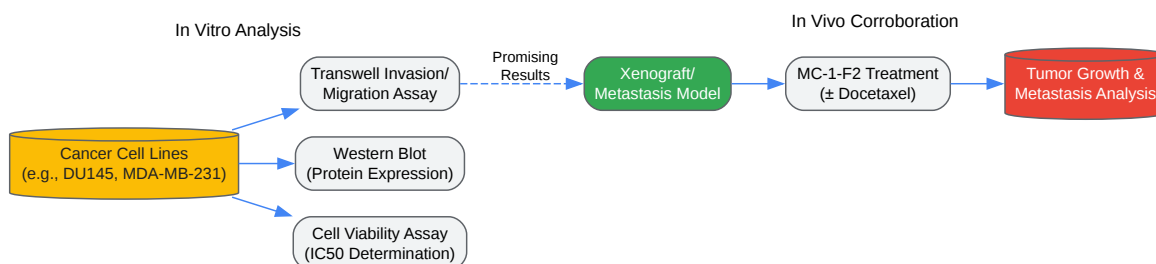 In Vitro Analysis
In Vivo Corroboration
Transwell Invasion/
Migration Assay
Promising
Results
Xenograft/
Metastasis Model
MC-1-F2 Treatment
(± Docetaxel)
Tumor Growth &
Metastasis Analysis
Cancer Cell Lines
(e.g., DU145, MDA-MB-231)
Western Blot
(Protein Expression)
Cell Viability Assay
(IC50 Determination)